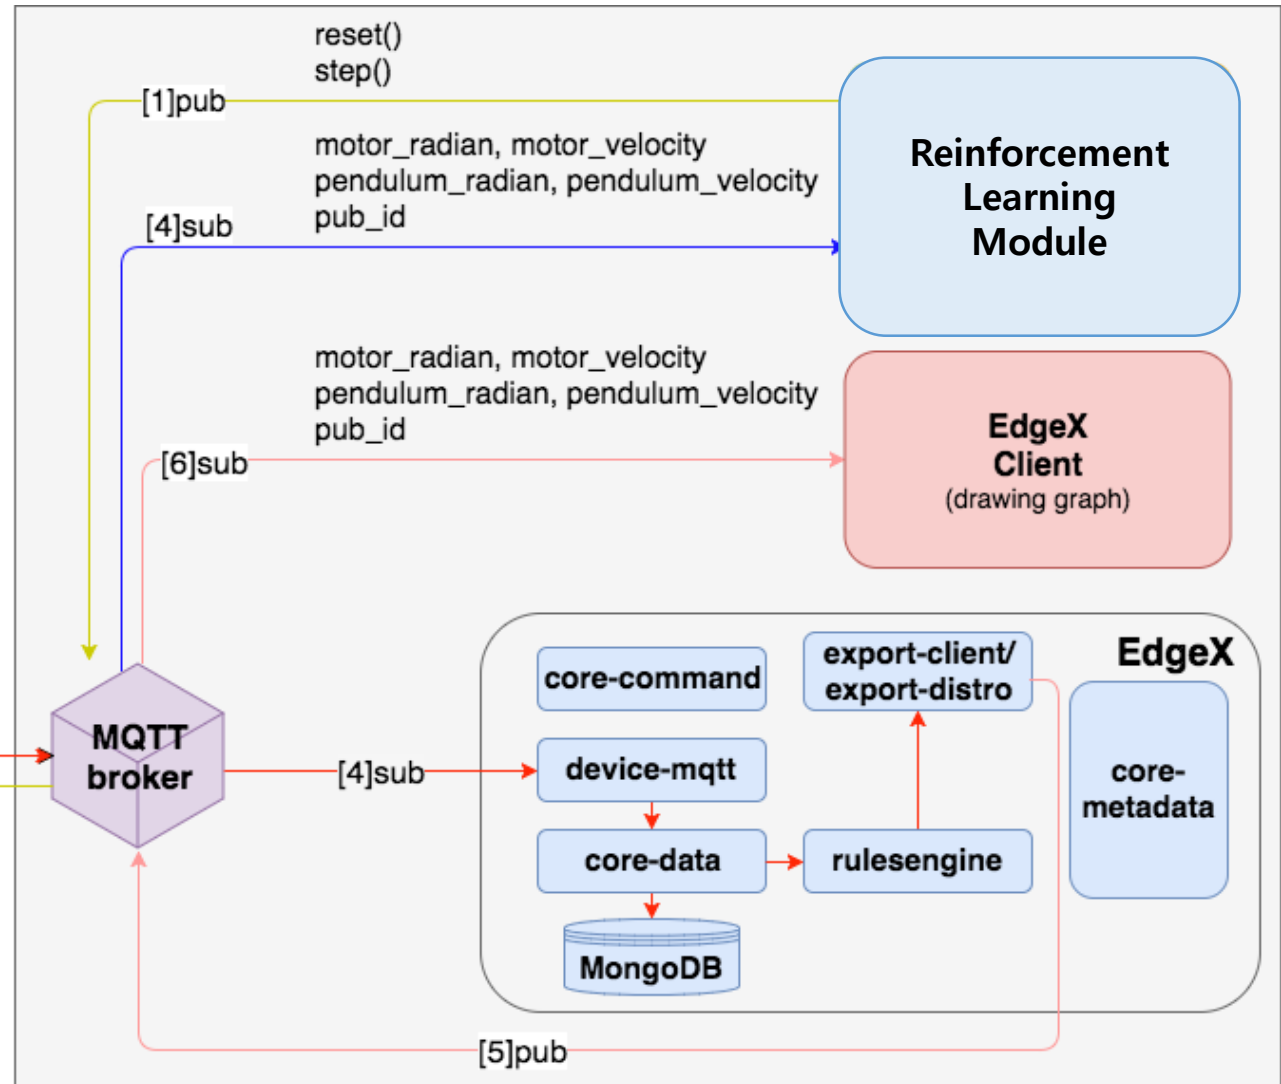 reset()
step()
[1]pub
motor_radian, motor_velocity
pendulum_radian, pendulum_velocity
pub_id
[4]sub
Reinforcement
Learning
Module
motor_radian, motor_velocity
pendulum_radian, pendulum_velocity
pub_id
[6]sub
EdgeX
Client
(drawing graph)
EdgeX
core-command
export-client/
export-distro
MQTT
broker
[4]sub
device-mqtt
core-
metadata
core-data
rulesengine
MongoDB
[5]pub